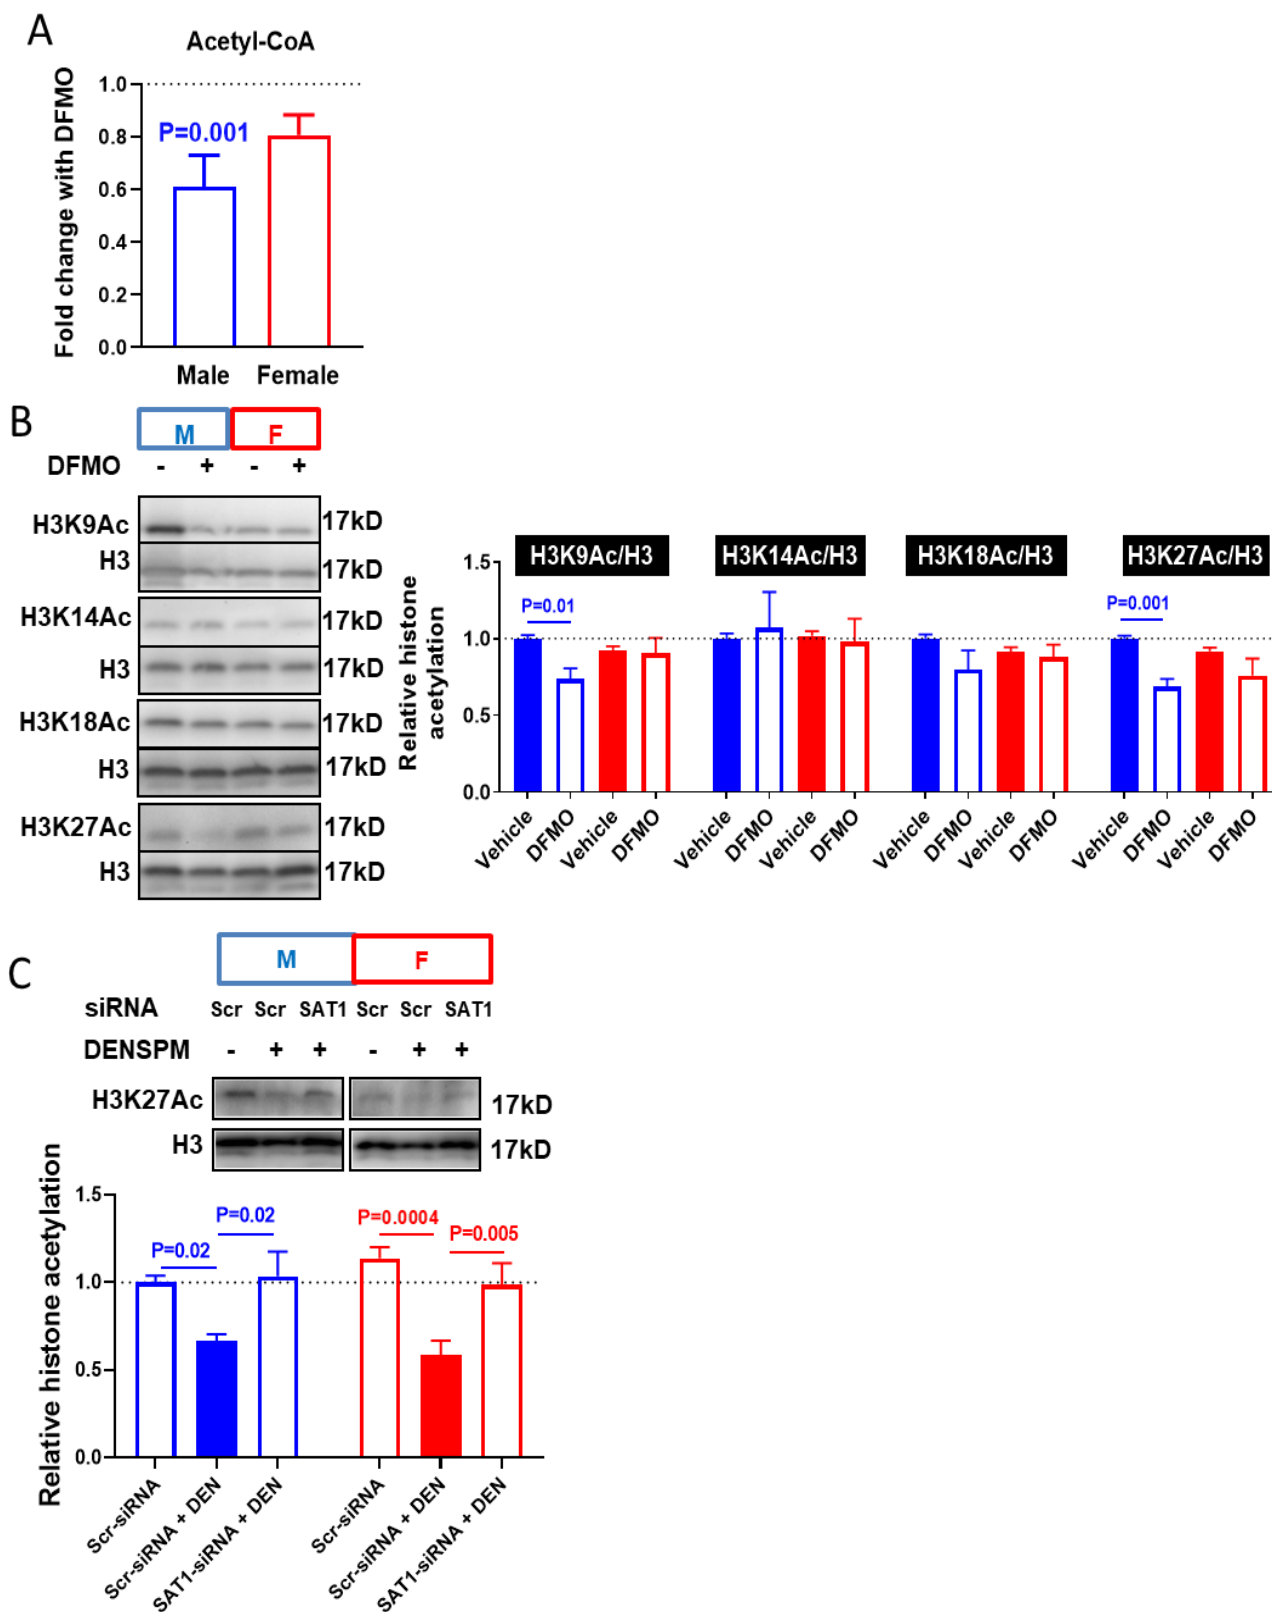 A
Acetyl-CoA
Fold change with DFMO
1.0
0.8
0.6
0.4
0.2
0.0
P=0.001
Male Female
B
M F
DFMO - + - +
H3K9Ac 17kD
H3 17kD
H3K14Ac 17kD
H3 17kD
H3K18Ac 17kD
H3 17kD
H3K27Ac 17kD
H3 17kD
Relative histone
acetylation
1.5
1.0
0.5
0.0
H3K9Ac/H3 H3K14Ac/H3 H3K18Ac/H3 H3K27Ac/H3
P=0.01 P=0.001
Vehicle DFMO Vehicle DFMO Vehicle DFMO Vehicle DFMO Vehicle DFMO Vehicle DFMO Vehicle DFMO Vehicle DFMO
C
M F
siRNA Scr Scr SAT1 Scr Scr SAT1
DENSPM - + + - + +
H3K27Ac 17kD
H3 17kD
Relative histone acetylation
1.5
1.0
0.5
0.0
P=0.02
P=0.02
P=0.0004
P=0.005
Scr-siRNA
Scr-siRNA + DEN
SAT1-siRNA + DEN
Scr-siRNA
Scr-siRNA + DEN
SAT1-siRNA + DEN